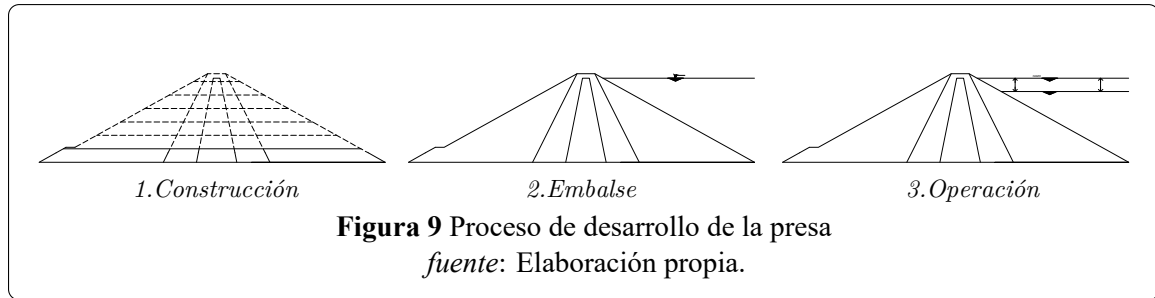 1.Construcción
2.Embalse
3.Operación
Figura 9 Proceso de desarrollo de la presa
fuente: Elaboración propia.